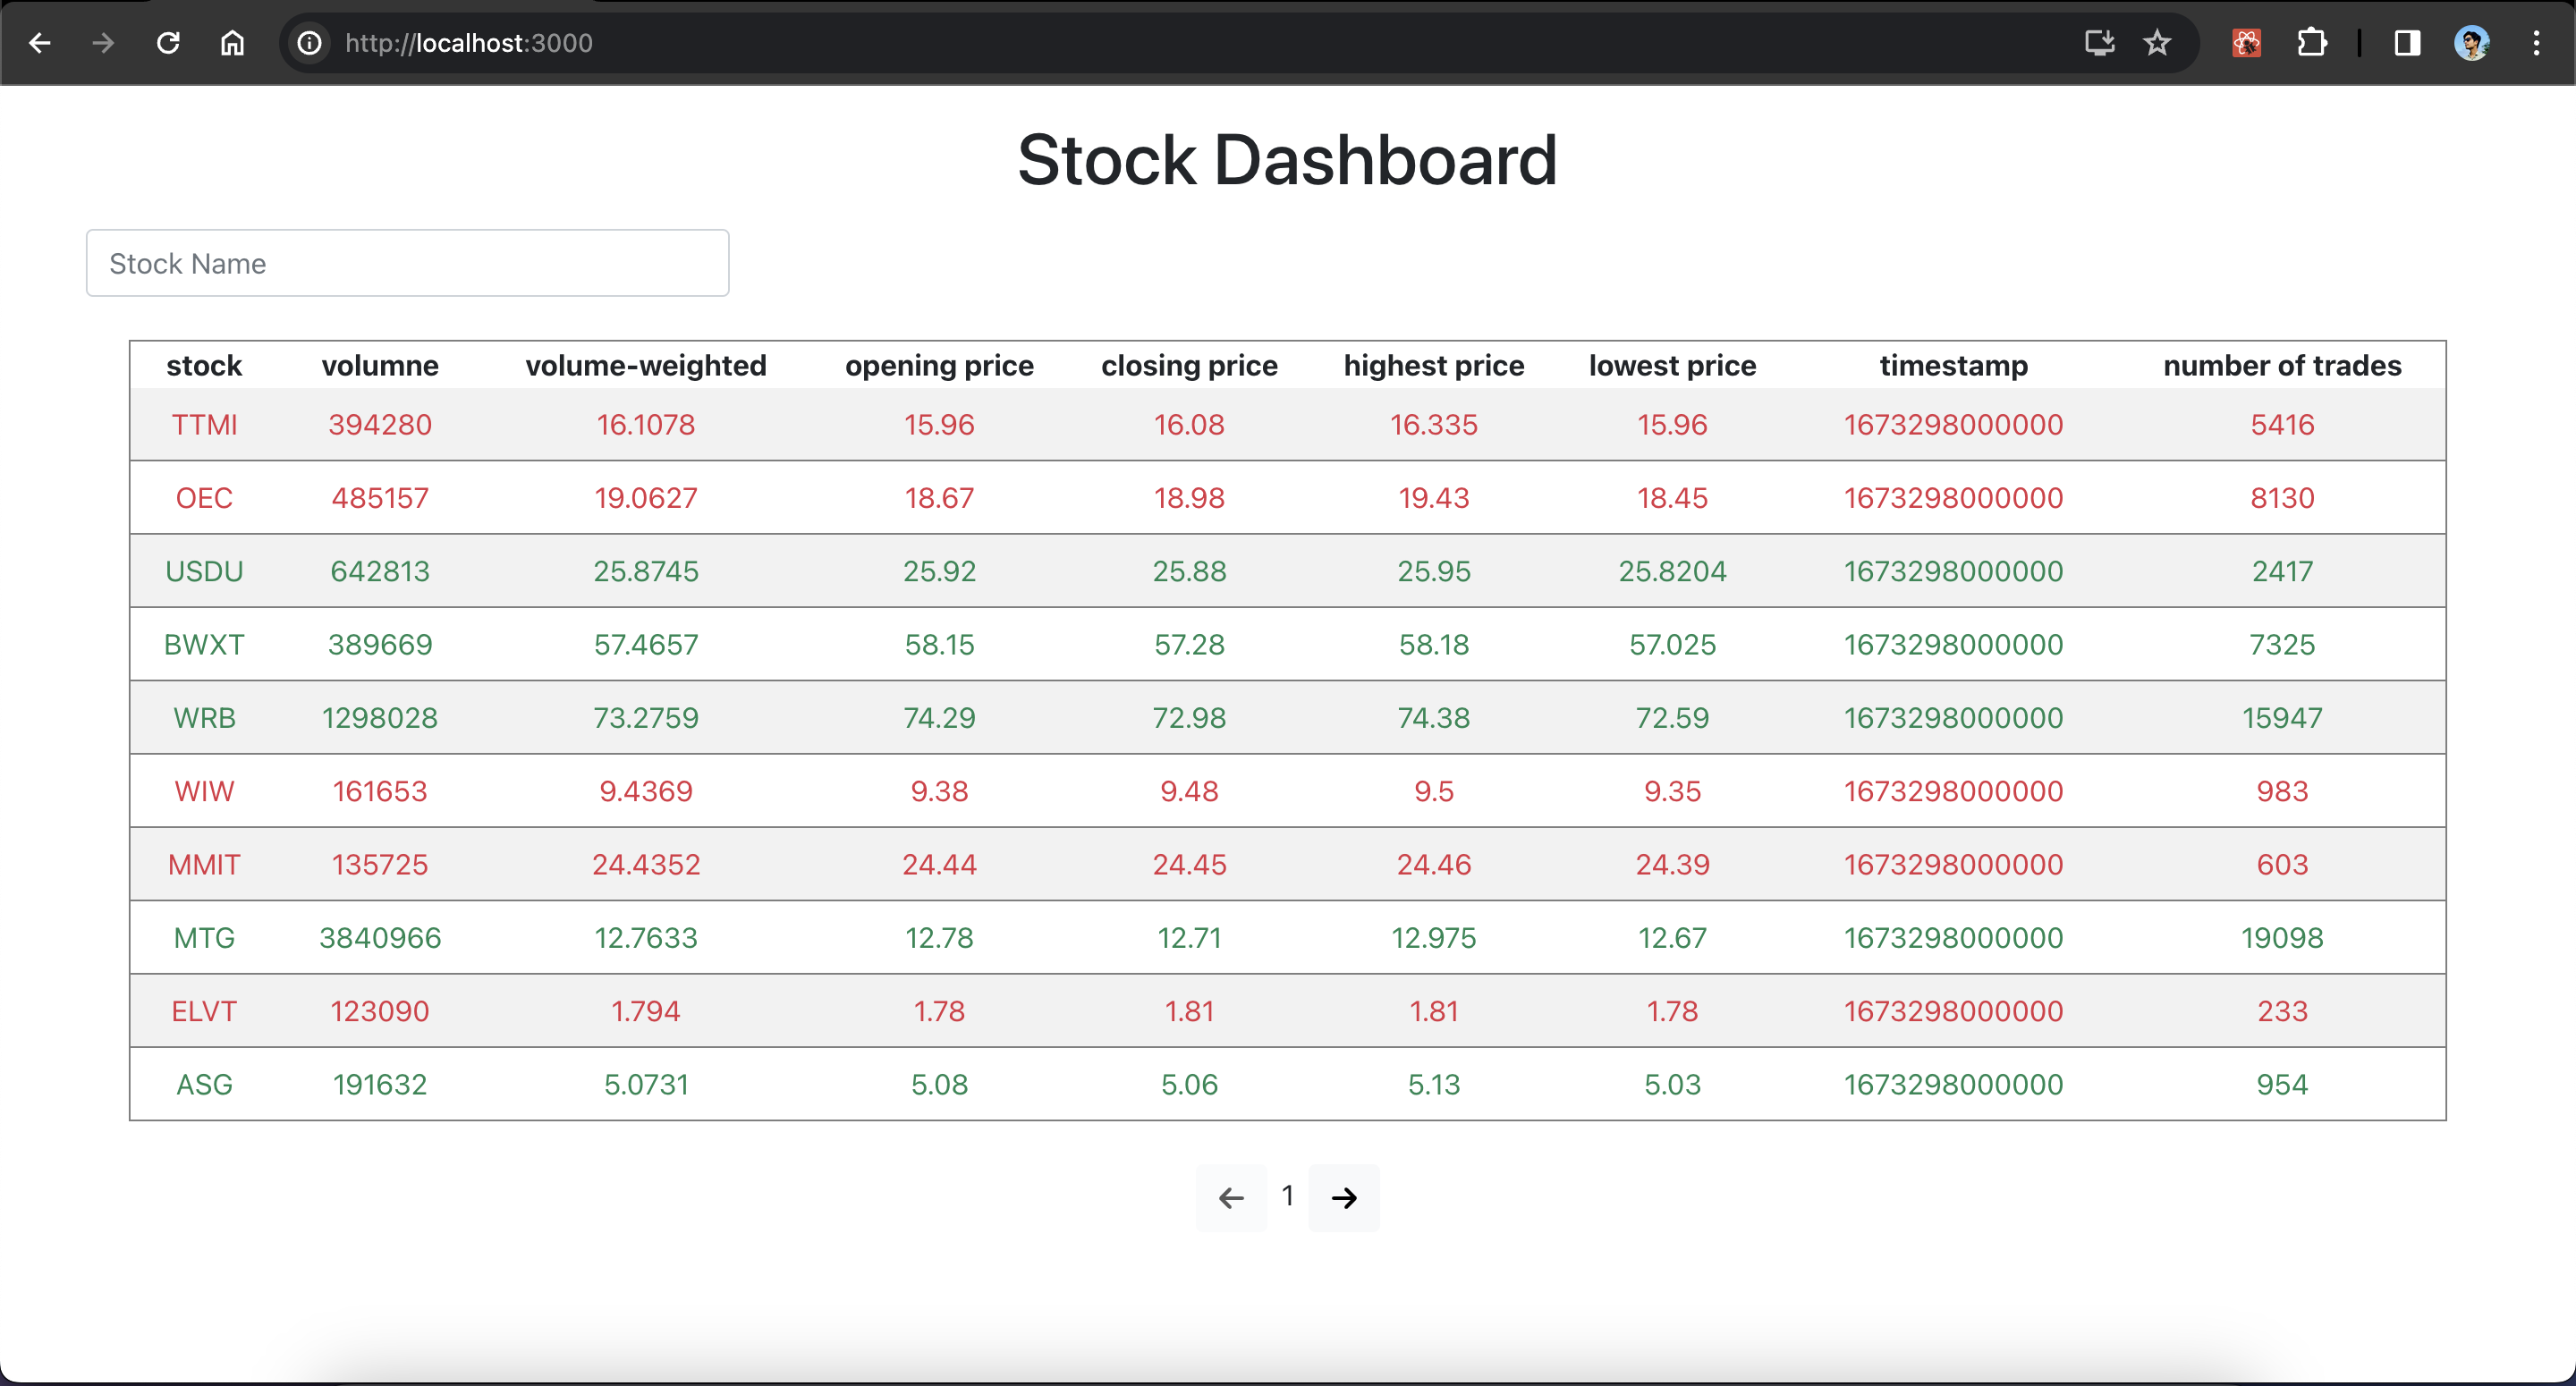 http://localhost:3000
Stock Dashboard
Stock Name
stock volumne volume-weighted opening price closing price highest price lowest price timestamp number of trades
TTMI 394280 16.1078 15.96 16.08 16.335 15.96 1673298000000 5416
OEC 485157 19.0627 18.67 18.98 19.43 18.45 1673298000000 8130
USDU 642813 25.8745 25.92 25.88 25.95 25.8204 1673298000000 2417
BWXT 389669 57.4657 58.15 57.28 58.18 57.025 1673298000000 7325
WRB 1298028 73.2759 74.29 72.98 74.38 72.59 1673298000000 15947
WIW 161653 9.4369 9.38 9.48 9.5 9.35 1673298000000 983
MMIT 135725 24.4352 24.44 24.45 24.46 24.39 1673298000000 603
MTG 3840966 12.7633 12.78 12.71 12.975 12.67 1673298000000 19098
ELVT 123090 1.794 1.78 1.81 1.81 1.78 1673298000000 233
ASG 191632 5.0731 5.08 5.06 5.13 5.03 1673298000000 954
1